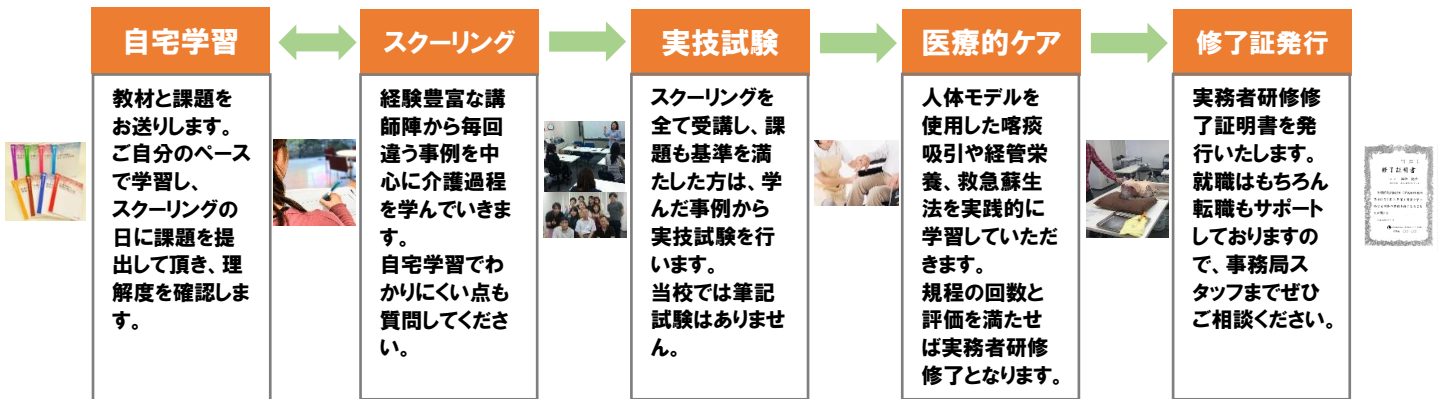 自宅学習
教材と課題を
お送りします。
ご自分のペース
で学習し、
スクーリングの
日に課題を提
出して頂き、理
解度を確認しま
す。
スクーリング
経験豊富な講
師陣から毎回
違う事例を中
心に介護過程
を学んでいきま
す。
自宅学習でわ
かりにくい点も
質問してくださ
い。
実技試験
スクーリングを
全て受講し、課
題も基準を満
たした方は、学
んだ事例から
実技試験を行
います。
当校では筆記
試験はありませ
ん。
医療的ケア
人体モデルを
使用した喀痰
吸引や経管栄
養、救急蘇生
法を実践的に
学習していただ
きます。
規程の回数と
評価を満たせ
ば実務者研修
修了となります。
修了証発行
実務者研修修
了証明書を発
行いたします。
就職はもちろん
転職もサポート
しておりますの
で、事務局ス
タッフまでぜひ
ご相談ください。
修了証明書